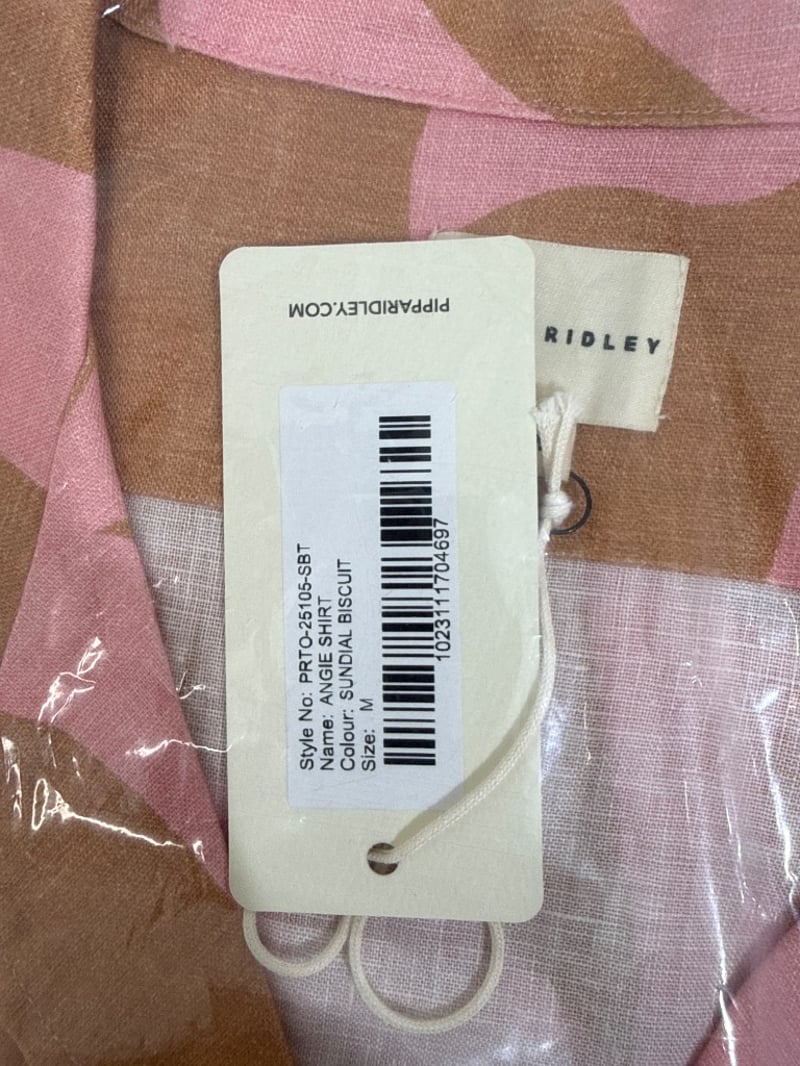 PIPPARIDLEY.COM
RIDLEY
Style No: PRTO-25105-SBT
Name: ANGIE SHIRT
Colour: SUNDIAL BISCUIT
Size: M
1023111704697